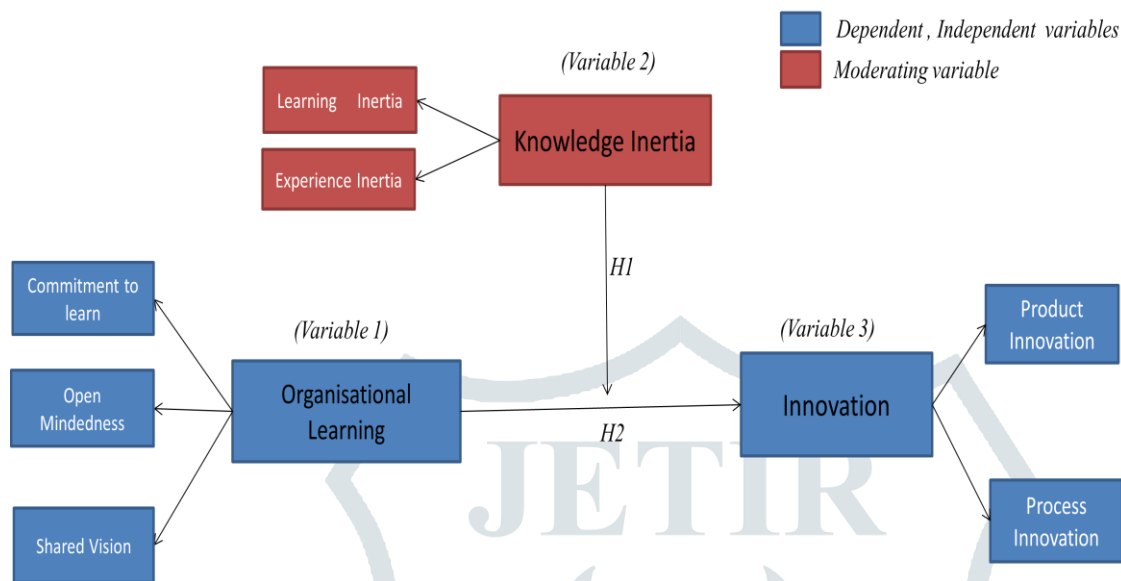 Dependent , Independent variables
Moderating variable
(Variable 2)
Learning Inertia
Knowledge Inertia
Experience Inertia
H1
Commitment to
learn
(Variable 1)
(Variable 3)
Product
Innovation
Organisational
Learning
Innovation
Open
Mindedness
H2
JETIR
Shared Vision
Process
Innovation